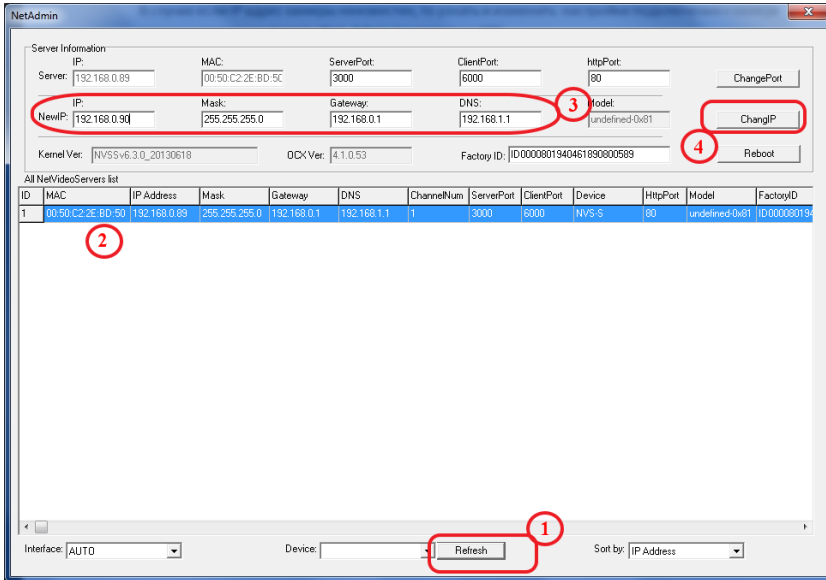 NetAdmin
Server Information
IP: MAC: ServerPort: ClientPort: httpPort:
Server: 192.168.0.89 00:50:C2:2E:BD:50 3000 6000 80 ChangePort
IP: Mask: Gateway: DNS: 3 Model:
NewIP: 192.168.0.90 255.255.255.0 192.168.0.1 192.168.1.1 undefined-0x81 ChangIP
4
Kernel Ver: NVSSv6.3.0_20130618 OCX Ver: 4.1.0.53 Factory ID: ID0000801940461890800589 Reboot
All NetVideoServers list
ID MAC IP Address Mask Gateway DNS ChannelNum ServerPort ClientPort Device HttpPort Model FactoryID
1 00:50:C2:2E:BD:50 192.168.0.89 255.255.255.0 192.168.0.1 192.168.1.1 1 3000 6000 NVS-S 80 undefined-0x81 ID000080194
2
1
Interface: AUTO Device: Refresh Sort by: IP Address